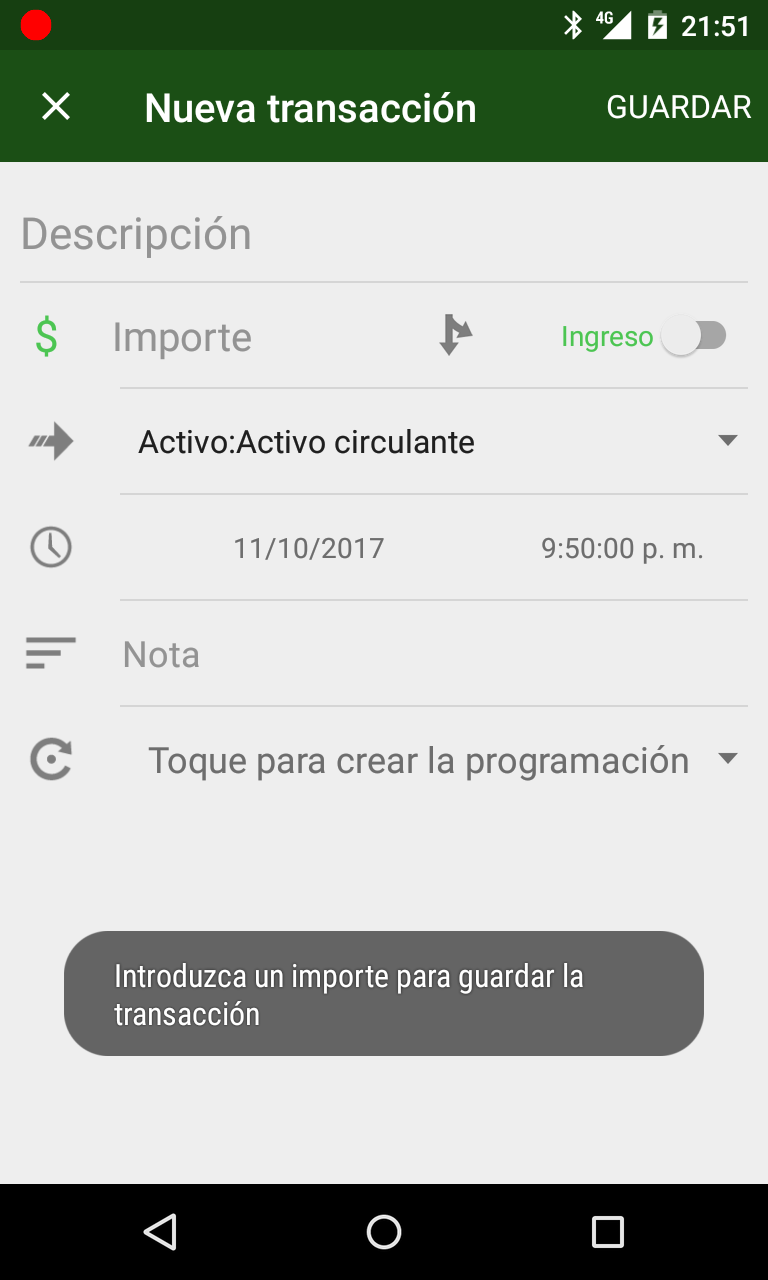 4G 21:51
Nueva transacción GUARDAR
Descripción
$ Importe Ingreso
Activo:Activo circulante
11/10/2017 9:50:00 p. m.
Nota
Toque para crear la programación
Introduzca un importe para guardar la
transacción